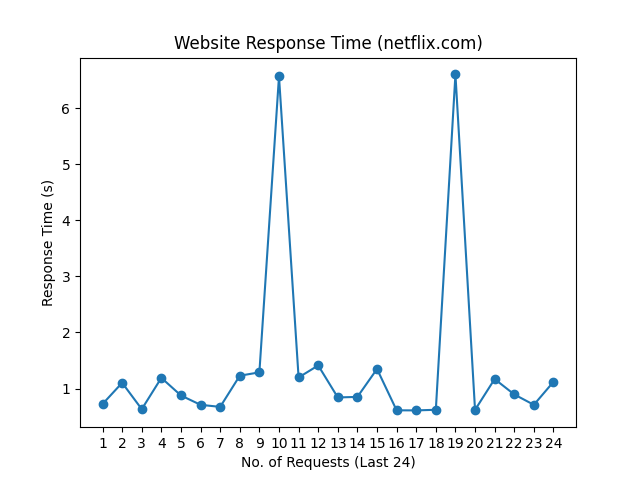 Website Response Time (netflix.com)
Response Time (s)
6
5
4
3
2
1
1 2 3 4 5 6 7 8 9 10 11 12 13 14 15 16 17 18 19 20 21 22 23 24
No. of Requests (Last 24)